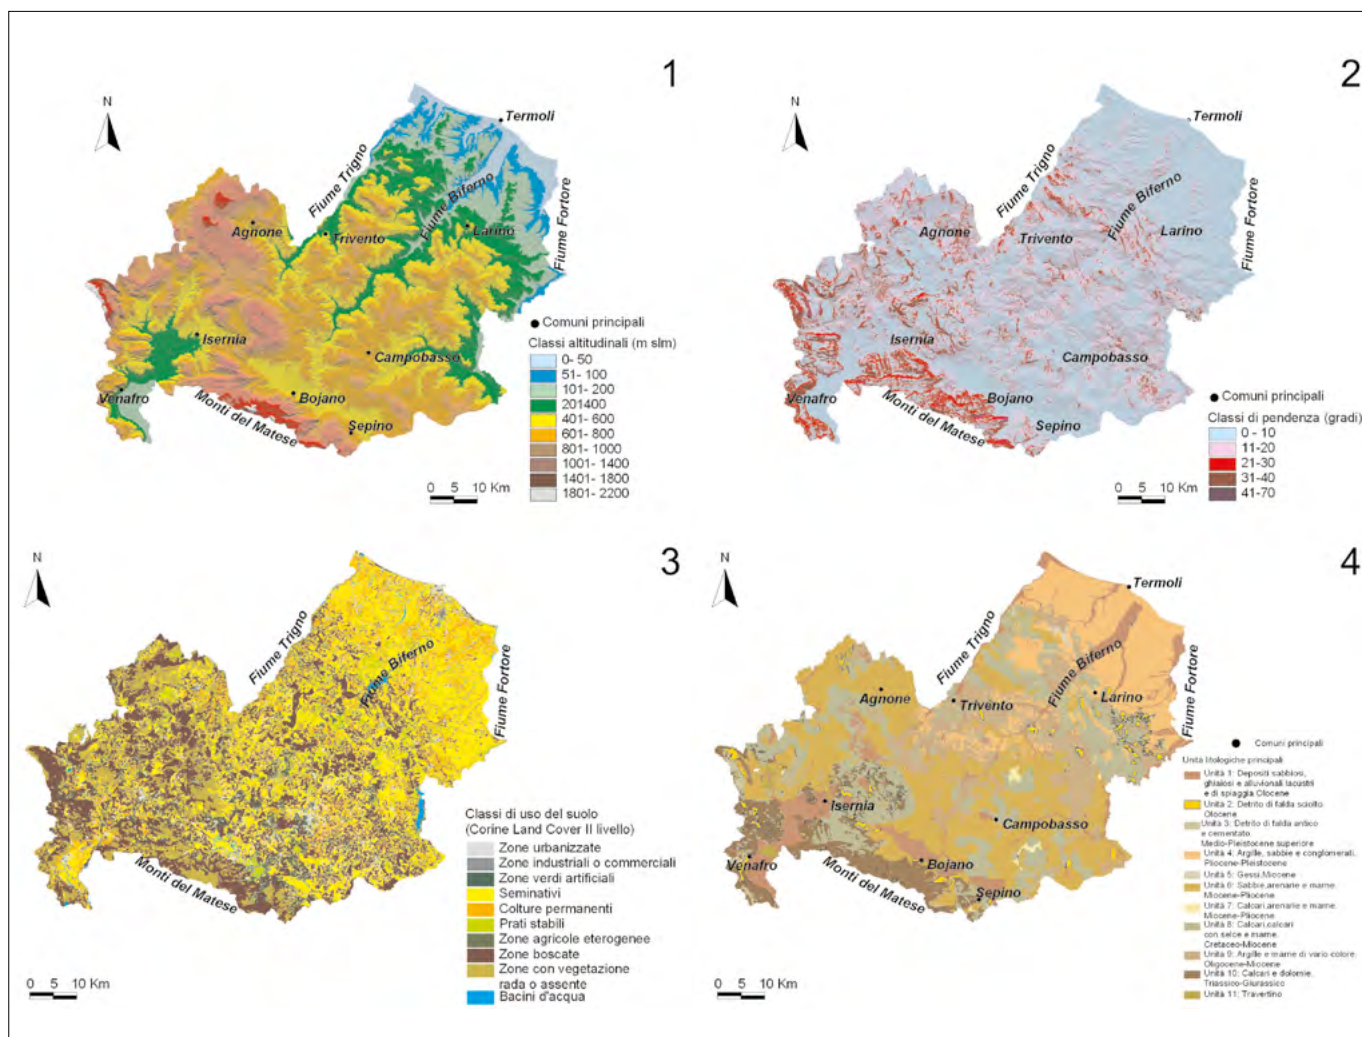 1
N
Termoli
Fiume Trigno
Fiume Biferno
Fiume Fortore
Agnone
Trivento
Larino
Isernia
Campobasso
Venafro
Bojano
Monti del Matese
Sepino
Comuni principali
Classi altitudinali (m slm)
0- 50
51- 100
101- 200
201400
401- 600
601- 800
801- 1000
1001- 1400
1401- 1800
1801- 2200
0 5 10 Km
2
N
Termoli
Fiume Trigno
Fiume Biferno
Fiume Fortore
Agnone
Trivento
Larino
Isernia
Campobasso
Venafro
Bojano
Monti del Matese
Sepino
Comuni principali
Classi di pendenza (gradi)
0 - 10
11-20
21-30
31-40
41-70
0 5 10 Km
3
N
Fiume Trigno
Fiume Biferno
Fiume Fortore
Monti del Matese
Classi di uso del suolo
(Corine Land Cover II livello)
Zone urbanizzate
Zone industriali o commerciali
Zone verdi artificiali
Seminativi
Colture permanenti
Prati stabili
Zone agricole eterogenee
Zone boscate
Zone con vegetazione
rada o assente
Bacini d'acqua
0 5 10 Km
4
N
Termoli
Fiume Trigno
Fiume Biferno
Fiume Fortore
Agnone
Trivento
Larino
Isernia
Campobasso
Venafro
Bojano
Monti del Matese
Sepino
Comuni principali
Unità litologiche principali
Unità 1: Depositi sabbiosi,
ghiaiosi e alluvionali lacustri
e di spiaggia Olocene
Unità 2: Detrito di falda sciolto
Olocene
Unità 3: Detrito di falda antico
e cementato.
Medio-Pleistocene superiore
Unità 4: Argille, sabbie e conglomerati.
Pliocene-Pleistocene
Unità 5: Gessi.Miocene
Unità 6: Sabbie,arenarie e marne.
Miocene-Pliocene
Unità 7: Calcari,arenarie e marne.
Miocene-Pliocene
Unità 8: Calcari,calcari
con selce e marne.
Cretaceo-Miocene
Unità 9: Argille e marne di vario colore.
Oligocene-Miocene
Unità 10: Calcari e dolomie.
Triassico-Giurassico
Unità 11: Travertino
0 5 10 Km